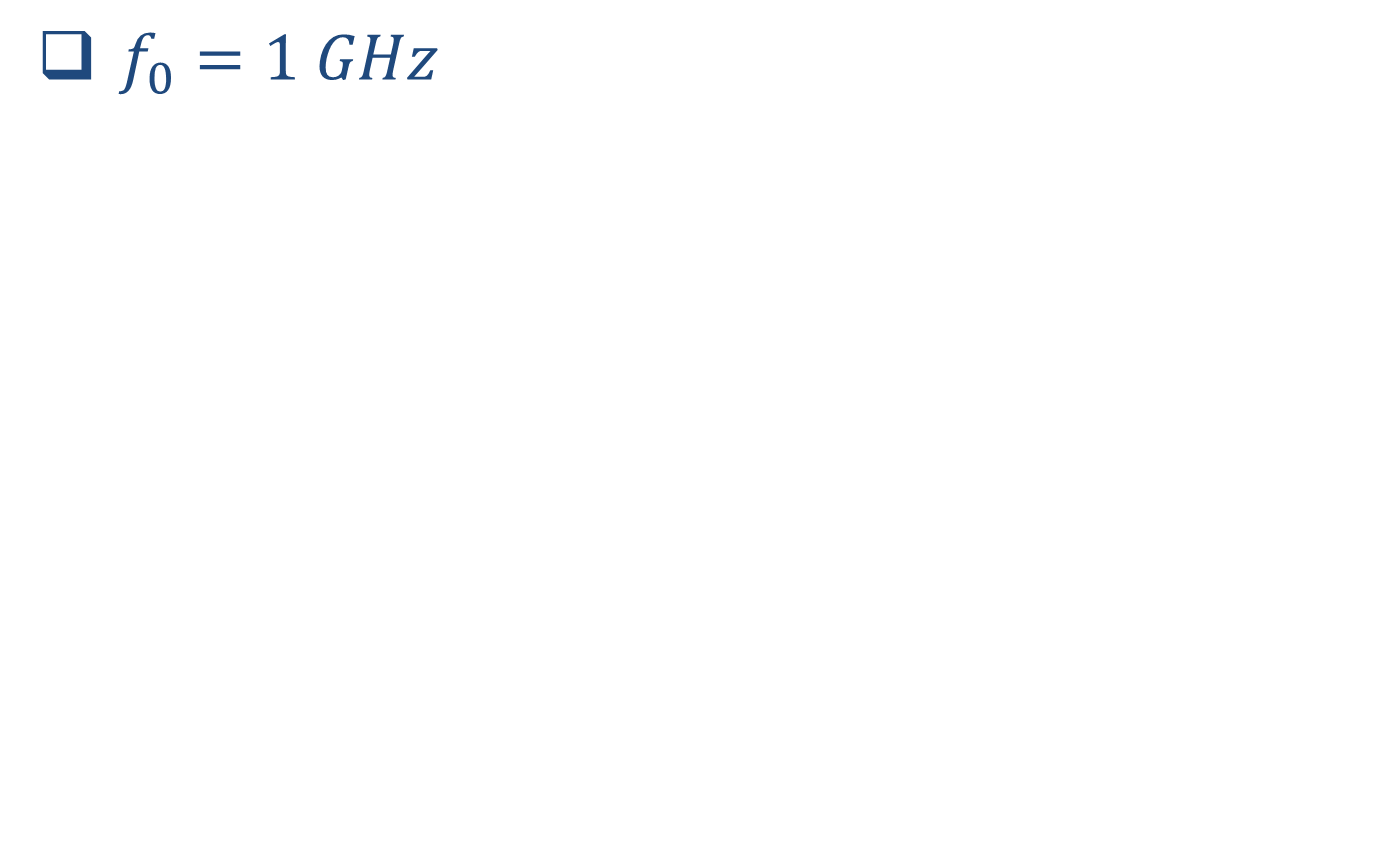 ❑ f₀ = 1 GHz